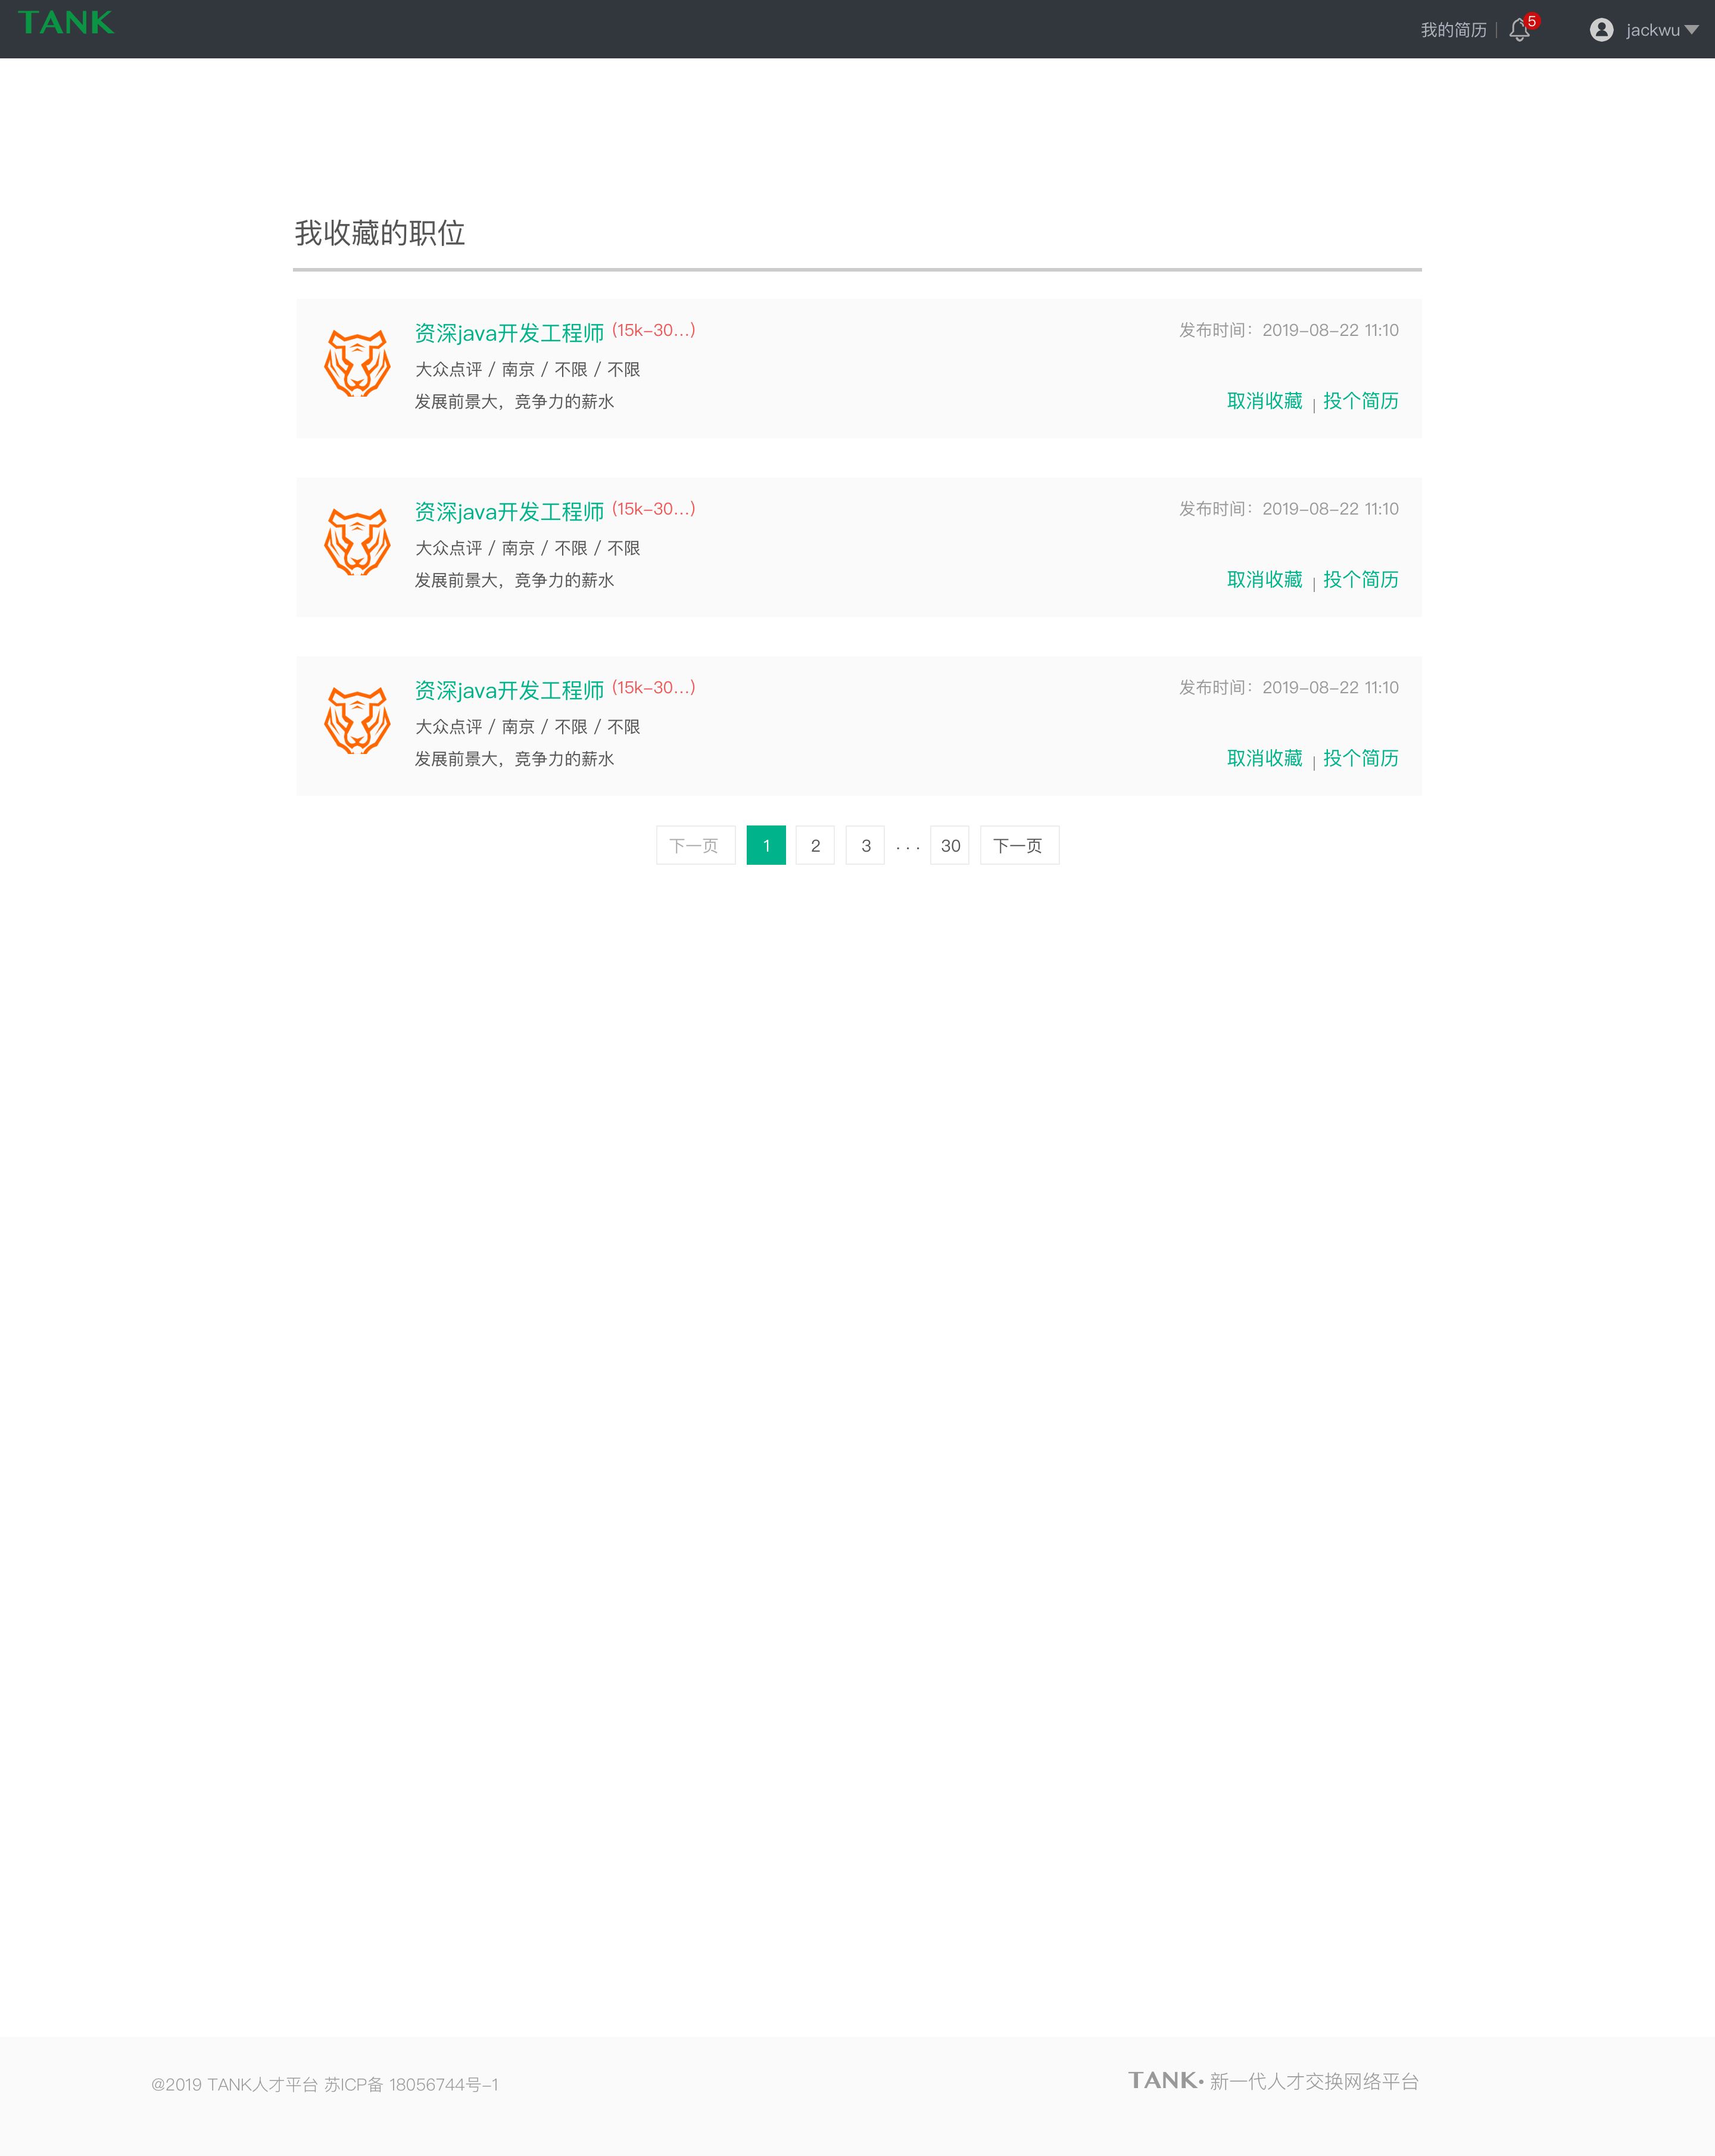 TANK
我的简历 | 5 jackwu
我收藏的职位
资深java开发工程师 (15k-30...) 发布时间：2019-08-22 11:10
大众点评 / 南京 / 不限 / 不限
发展前景大，竞争力的薪水 取消收藏 | 投个简历
资深java开发工程师 (15k-30...) 发布时间：2019-08-22 11:10
大众点评 / 南京 / 不限 / 不限
发展前景大，竞争力的薪水 取消收藏 | 投个简历
资深java开发工程师 (15k-30...) 发布时间：2019-08-22 11:10
大众点评 / 南京 / 不限 / 不限
发展前景大，竞争力的薪水 取消收藏 | 投个简历
下一页 1 2 3 ... 30 下一页
@2019 TANK人才平台 苏ICP备 18056744号-1 TANK• 新一代人才交换网络平台